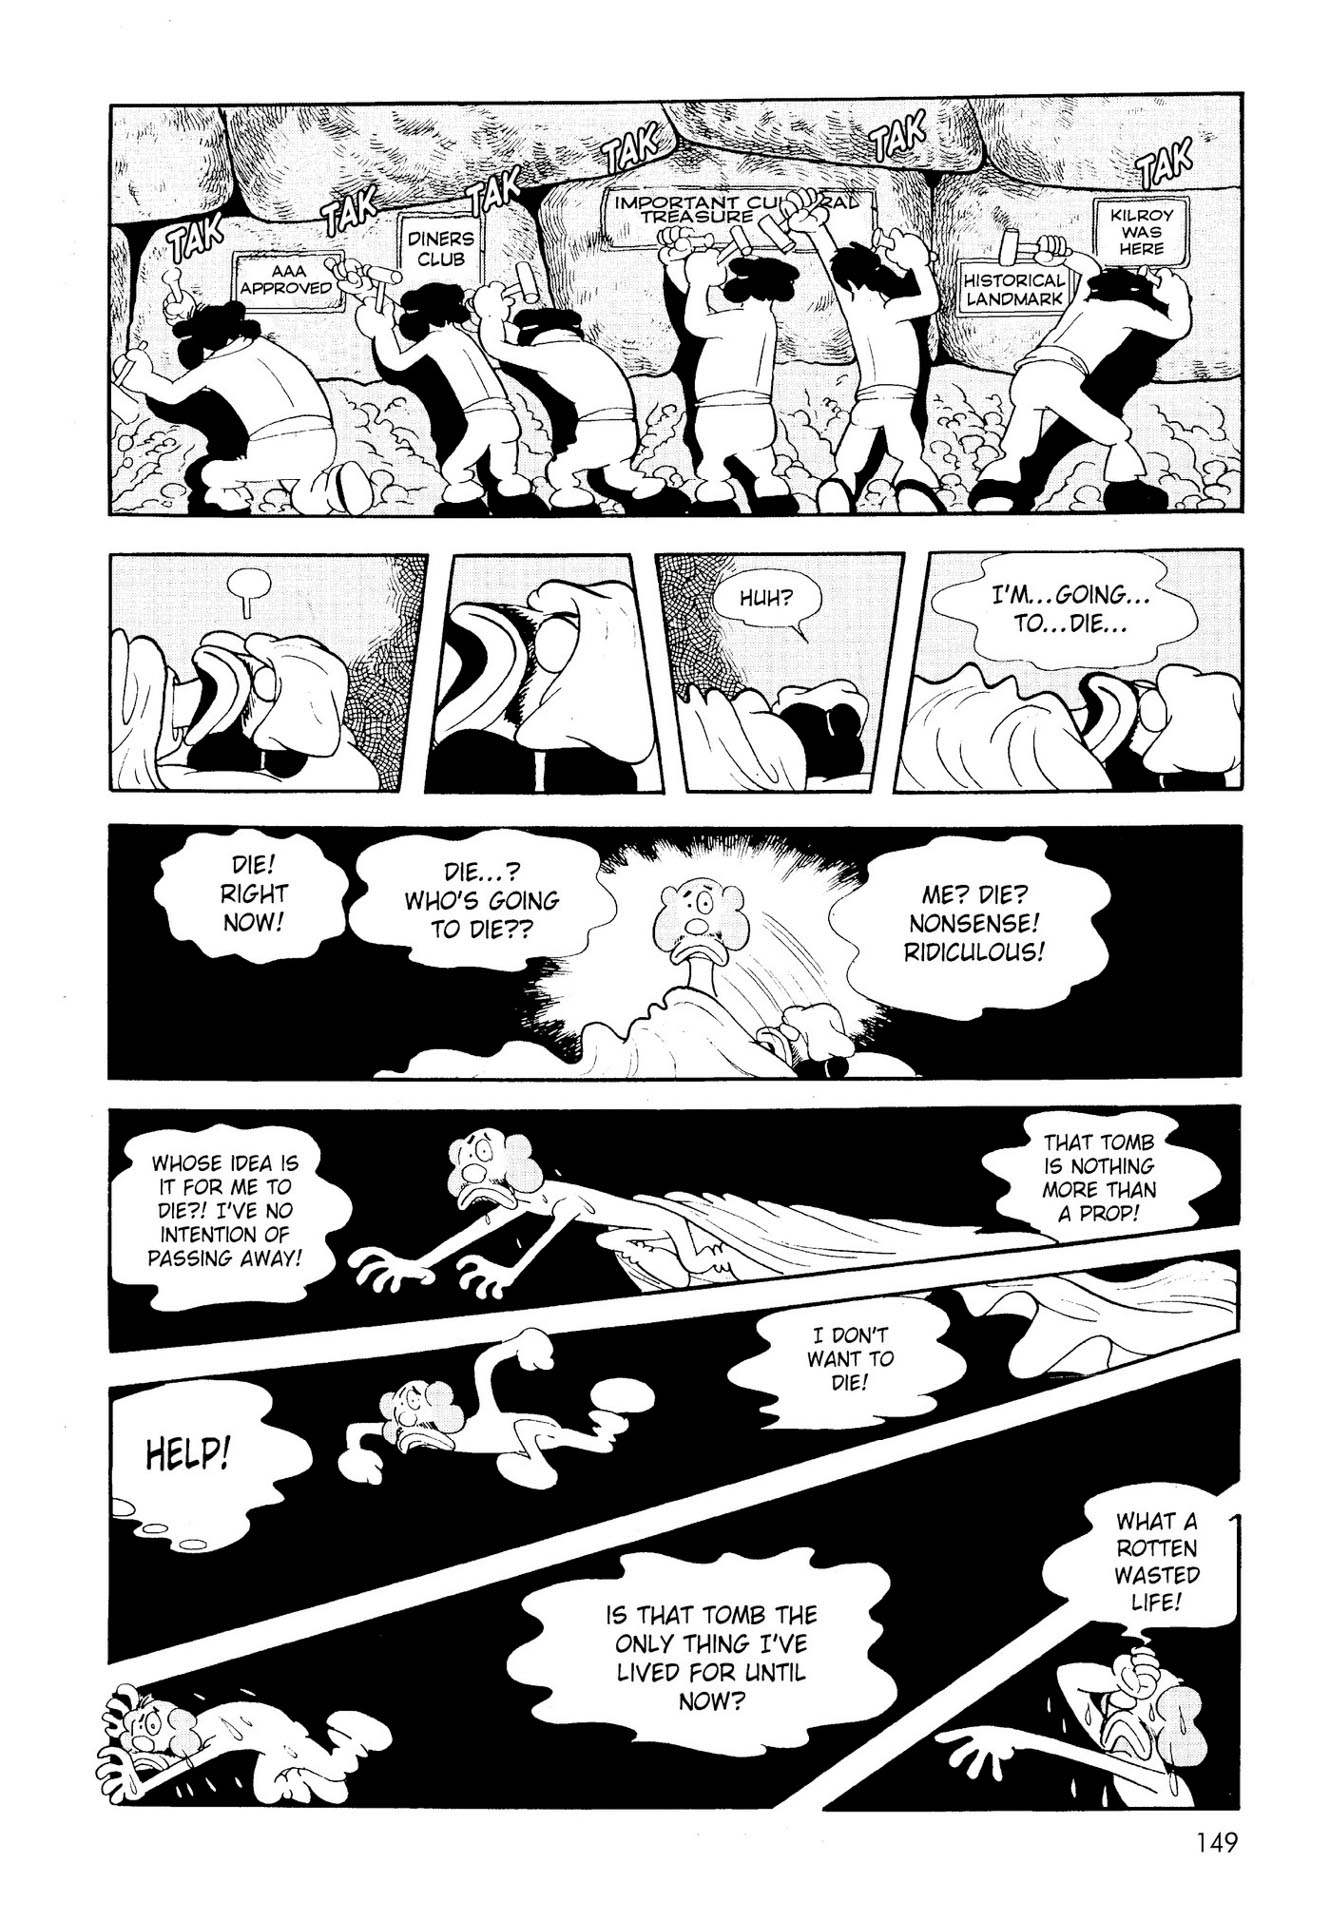 TAK
TAK
TAK
TAK
TAK
TAK
AAA
APPROVED
DINERS
CLUB
IMPORTANT
TREASURE
HISTORICAL
LANDMARK
KILROY
WAS
HERE
HUH?
I'M...GOING...
TO...DIE...
DIE!
RIGHT
NOW!
DIE...?
WHO'S GOING
TO DIE??
ME? DIE?
NONSENSE!
RIDICULOUS!
WHOSE IDEA IS
IT FOR ME TO
DIE?! I'VE NO
INTENTION OF
PASSING AWAY!
THAT TOMB
IS NOTHING
MORE THAN
A PROP!
HELP!
I DON'T
WANT TO
DIE!
IS THAT TOMB THE
ONLY THING I'VE
LIVED FOR UNTIL
NOW?
WHAT A
ROTTEN
WASTED
LIFE!
149